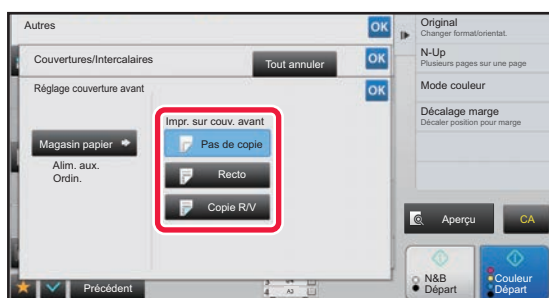 Autres
OK
Couvertures/Intercalaires
Tout annuler
OK
Réglage couverture avant
OK
Impr. sur couv. avant
Magasin papier
Alim. aux.
Ordin.
Pas de copie
Recto
Copie R/V
Précédent
4 A3
Original
Changer format/orientat.
N-Up
Plusieurs pages sur une page
Mode couleur
Décalage marge
Décaler position pour marge
Aperçu
CA
N&B
Départ
Couleur
Départ